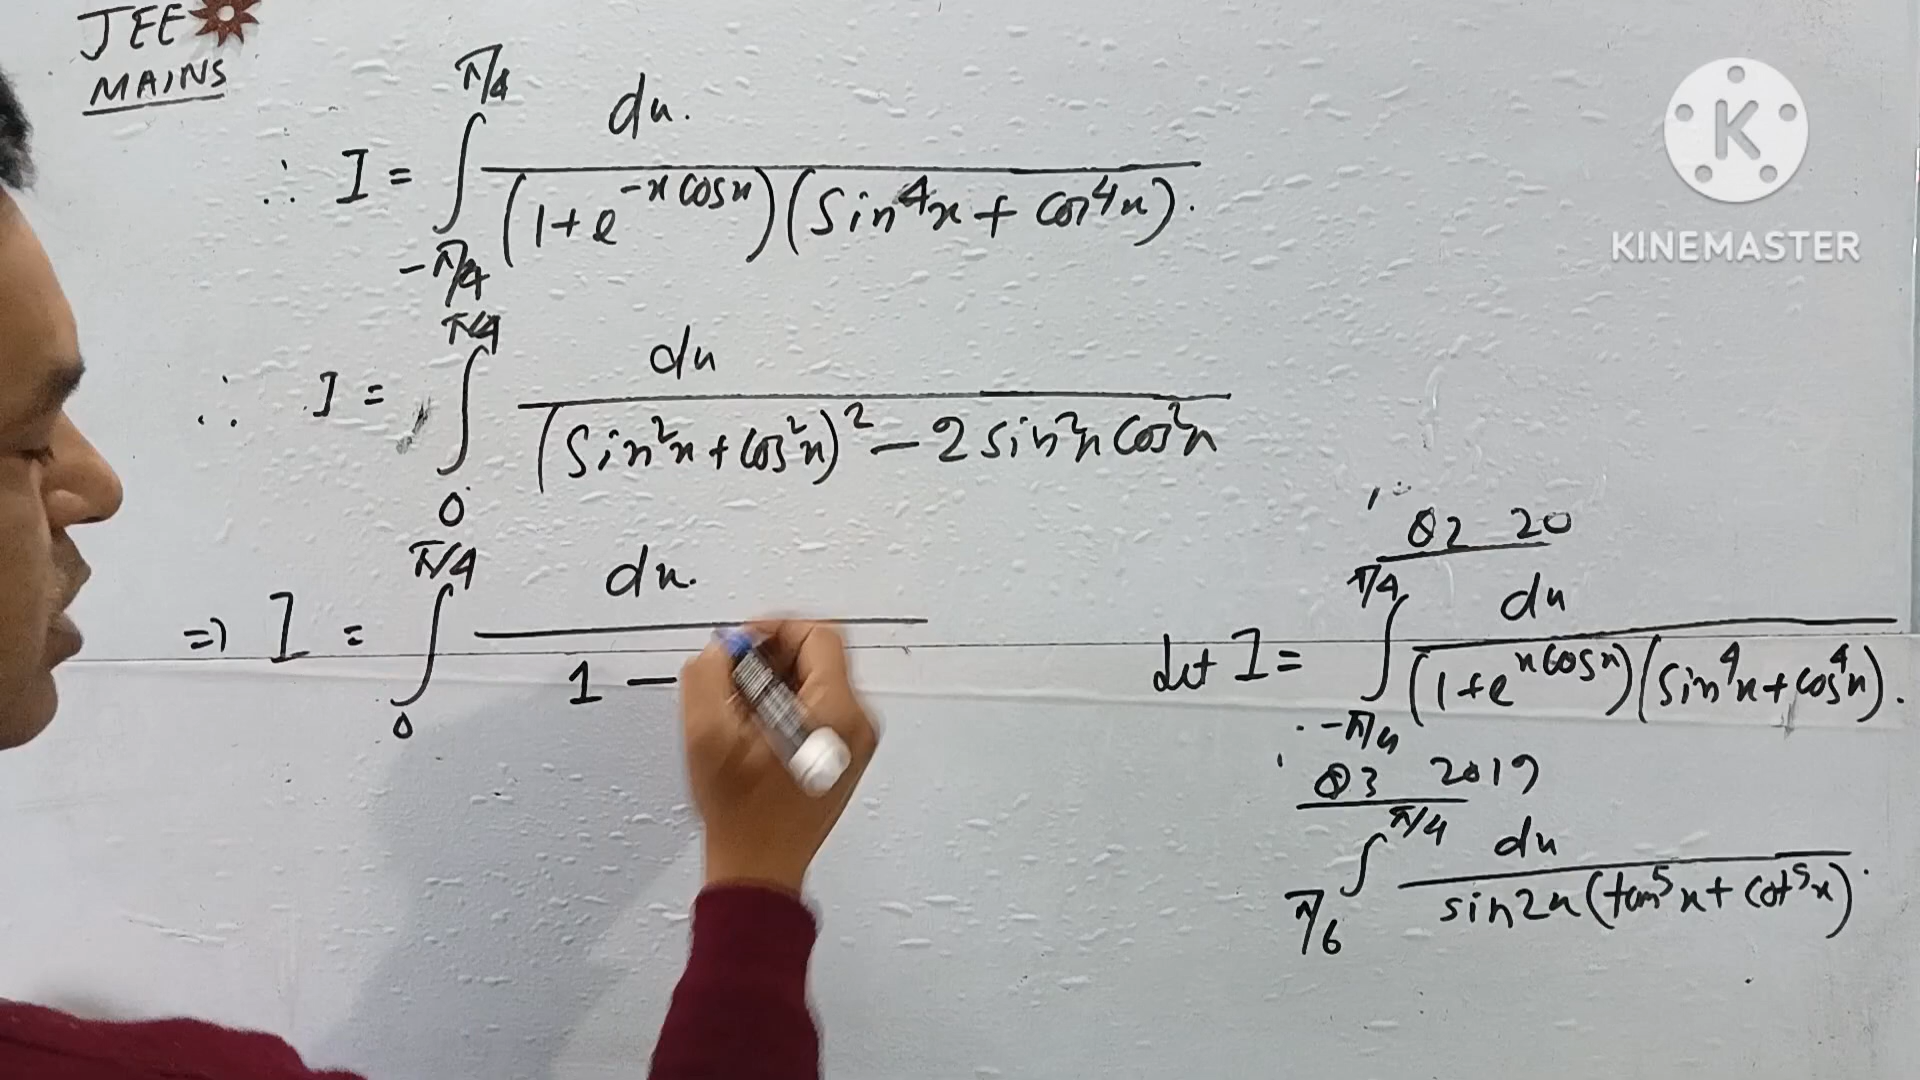 JEE
MAINS
∴ I = ∫_{-π/4}^{π/4} dx. / (1+e^{-x cosx})(Sin⁴x + cos⁴x).
∴ I = ∫_0^{π/4} dx / (Sin²x + cos²x)² - 2 sin²x cos²x
⇒ I = ∫_0^{π/4} dx. / 1 -
K
KINEMASTER
Q2 20
Let I = ∫_{-π/4}^{π/4} dx / (1+e^{x cosx})(Sin⁴x + cos⁴x).
Q3 2019
∫_{π/6}^{π/4} dx / sin2x (tan⁵x + cot⁵x).